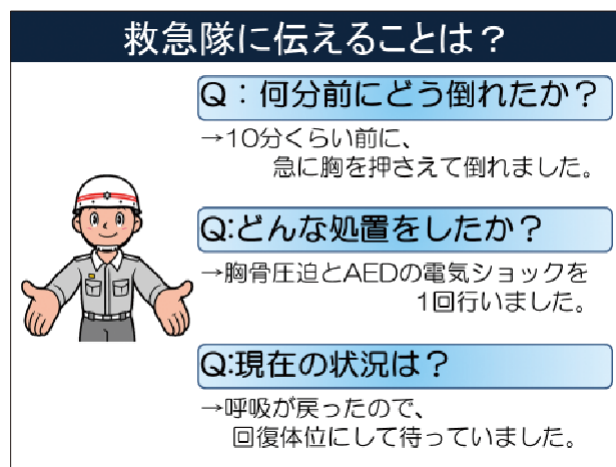 救急隊に伝えることは？
Q：何分前にどう倒れたか？
→10分くらい前に、
急に胸を押さえて倒れました。
Q:どんな処置をしたか？
→胸骨圧迫とAEDの電気ショックを
1回行いました。
Q:現在の状況は？
→呼吸が戻ったので、
回復体位にして待っていました。